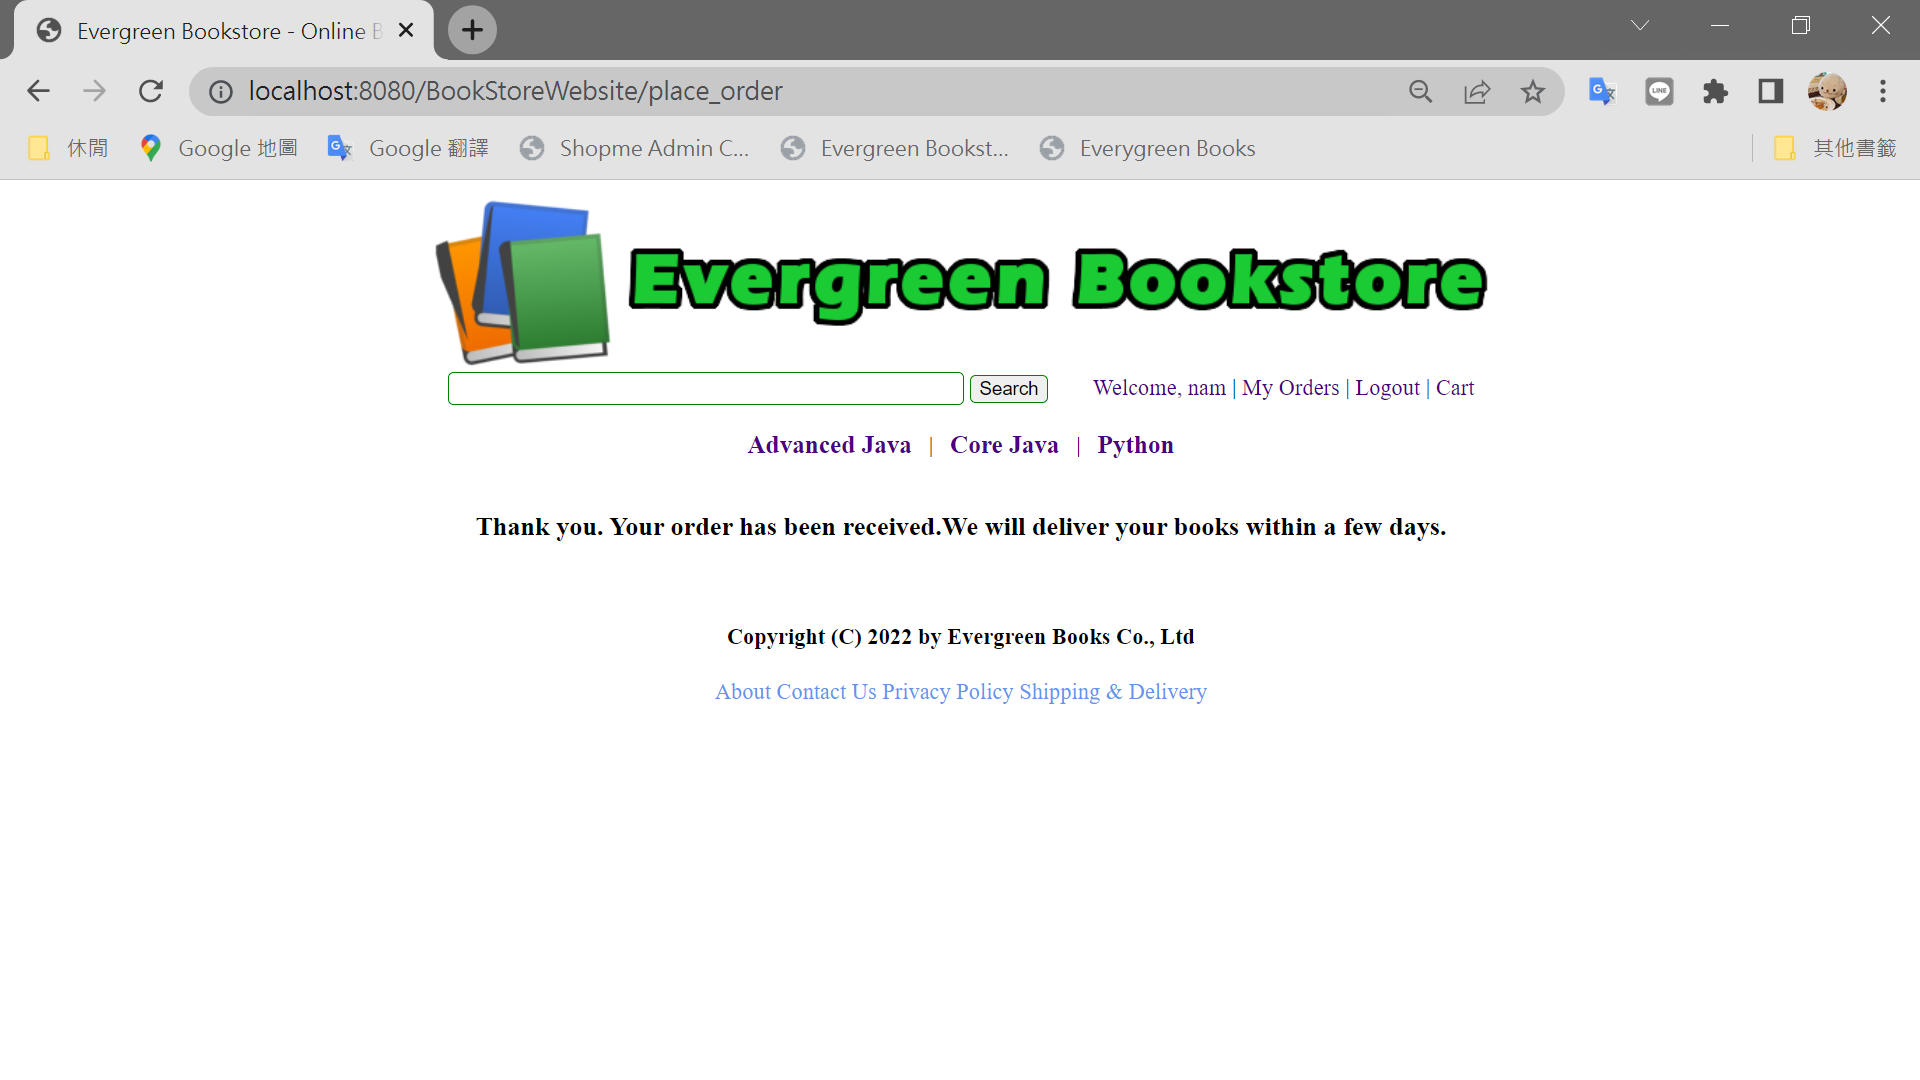 Evergreen Bookstore - Online B
localhost:8080/BookStoreWebsite/place_order
休閒 Google 地圖 Google 翻譯 Shopme Admin C... Evergreen Bookst... Everygreen Books 其他書籤
Evergreen Bookstore
Search Welcome, nam | My Orders | Logout | Cart
Advanced Java | Core Java | Python
Thank you. Your order has been received.We will deliver your books within a few days.
Copyright (C) 2022 by Evergreen Books Co., Ltd
About Contact Us Privacy Policy Shipping & Delivery